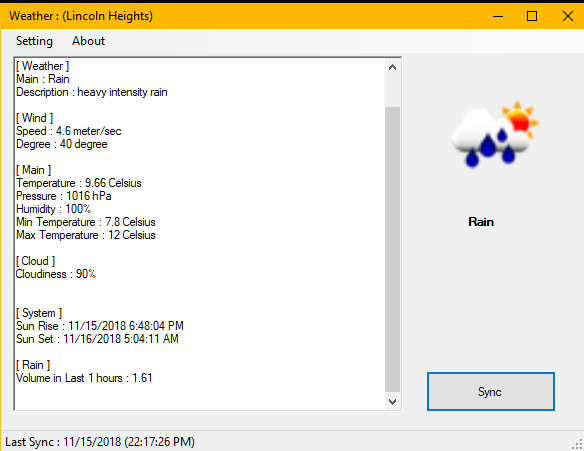 Weather : (Lincoln Heights)
Setting About
[ Weather ]
Main : Rain
Description : heavy intensity rain
[ Wind ]
Speed : 4.6 meter/sec
Degree : 40 degree
[ Main ]
Temperature : 9.66 Celsius
Pressure : 1016 hPa
Humidity : 100%
Min Temperature : 7.8 Celsius
Max Temperature : 12 Celsius
[ Cloud ]
Cloudiness : 90%
[ System ]
Sun Rise : 11/15/2018 6:48:04 PM
Sun Set : 11/16/2018 5:04:11 AM
[ Rain ]
Volume in Last 1 hours : 1.61
Rain
Sync
Last Sync : 11/15/2018 (22:17:26 PM)